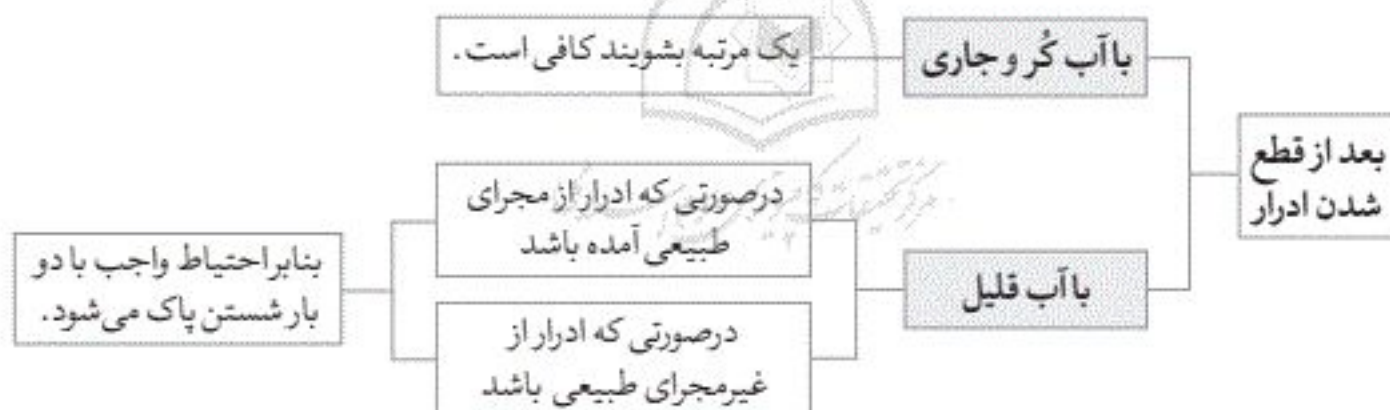 بعد از قطع
شدن ادرار
با آب کُر و جاری
یک مرتبه بشویند کافی است.
با آب قلیل
درصورتی که ادرار از مجرای
طبیعی آمده باشد
درصورتی که ادرار از
غیرمجرای طبیعی باشد
بنابر احتیاط واجب با دو
بار شستن پاک می‌شود.